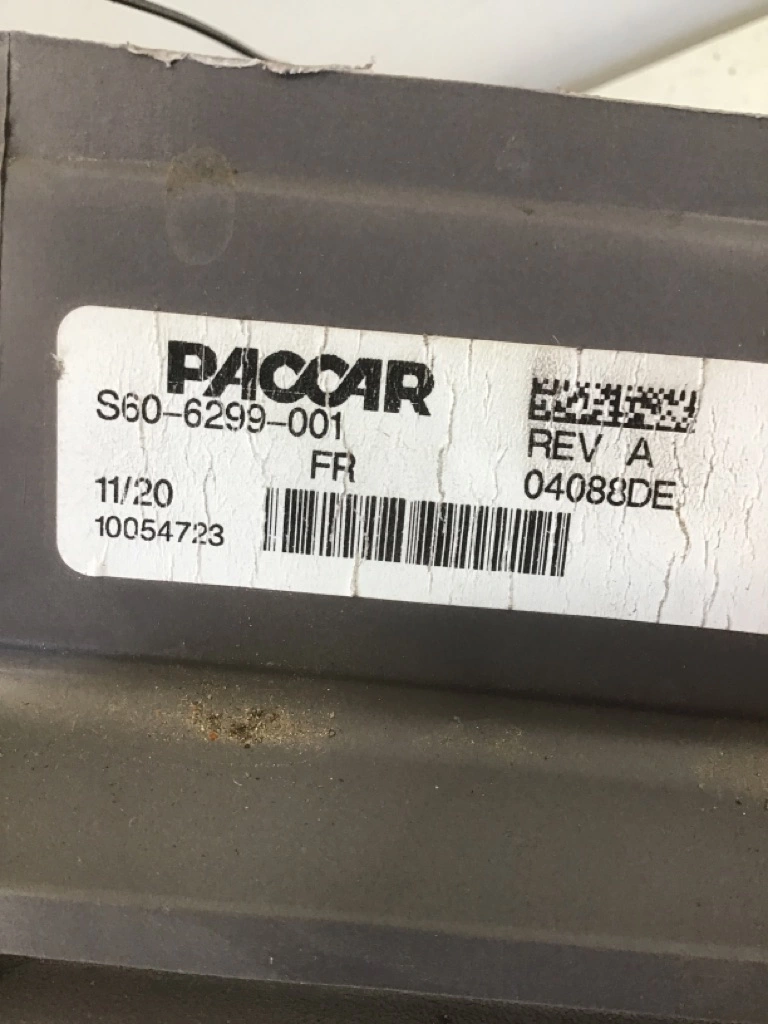 PACCAR
S60-6299-001
REV A
FR
04088DE
11/20
10054723